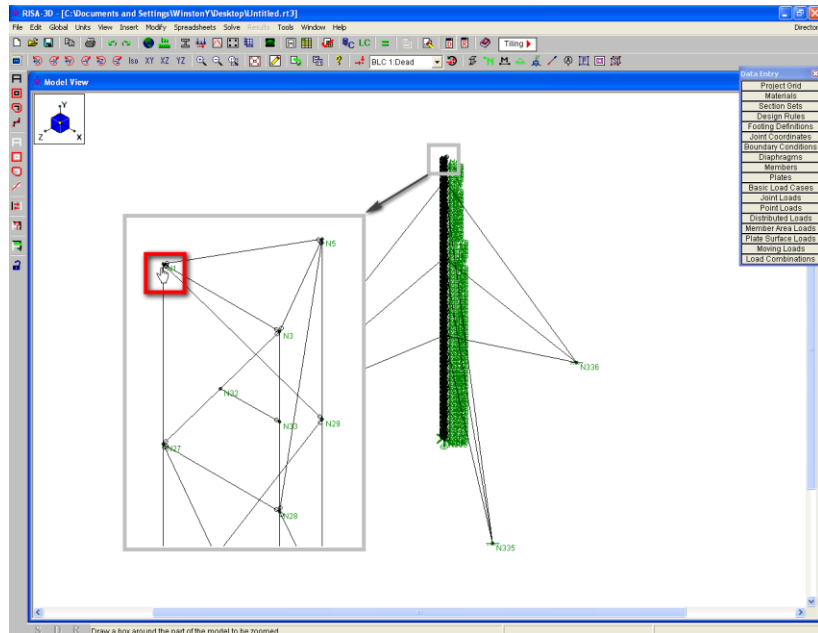 RISA-3D - [C:\Documents and Settings\WinstonY\Desktop\Untitled.rt3]
File Edit Global Units View Insert Modify Spreadsheets Solve Results Tools Window Help
Director
LC
Tiling
Iso XY XZ YZ
BLC 1:Dead
Model View
Y
Z
X
Data Entry
Project Grid
Materials
Section Sets
Design Rules
Footing Definitions
Joint Coordinates
Boundary Conditions
Diaphragms
Members
Plates
Basic Load Cases
Joint Loads
Point Loads
Distributed Loads
Member Area Loads
Plate Surface Loads
Moving Loads
Load Combinations
N5
N3
N32
N33
N29
N27
N28
N336
N335
S D R Draw a box around the part of the model to be zoomed